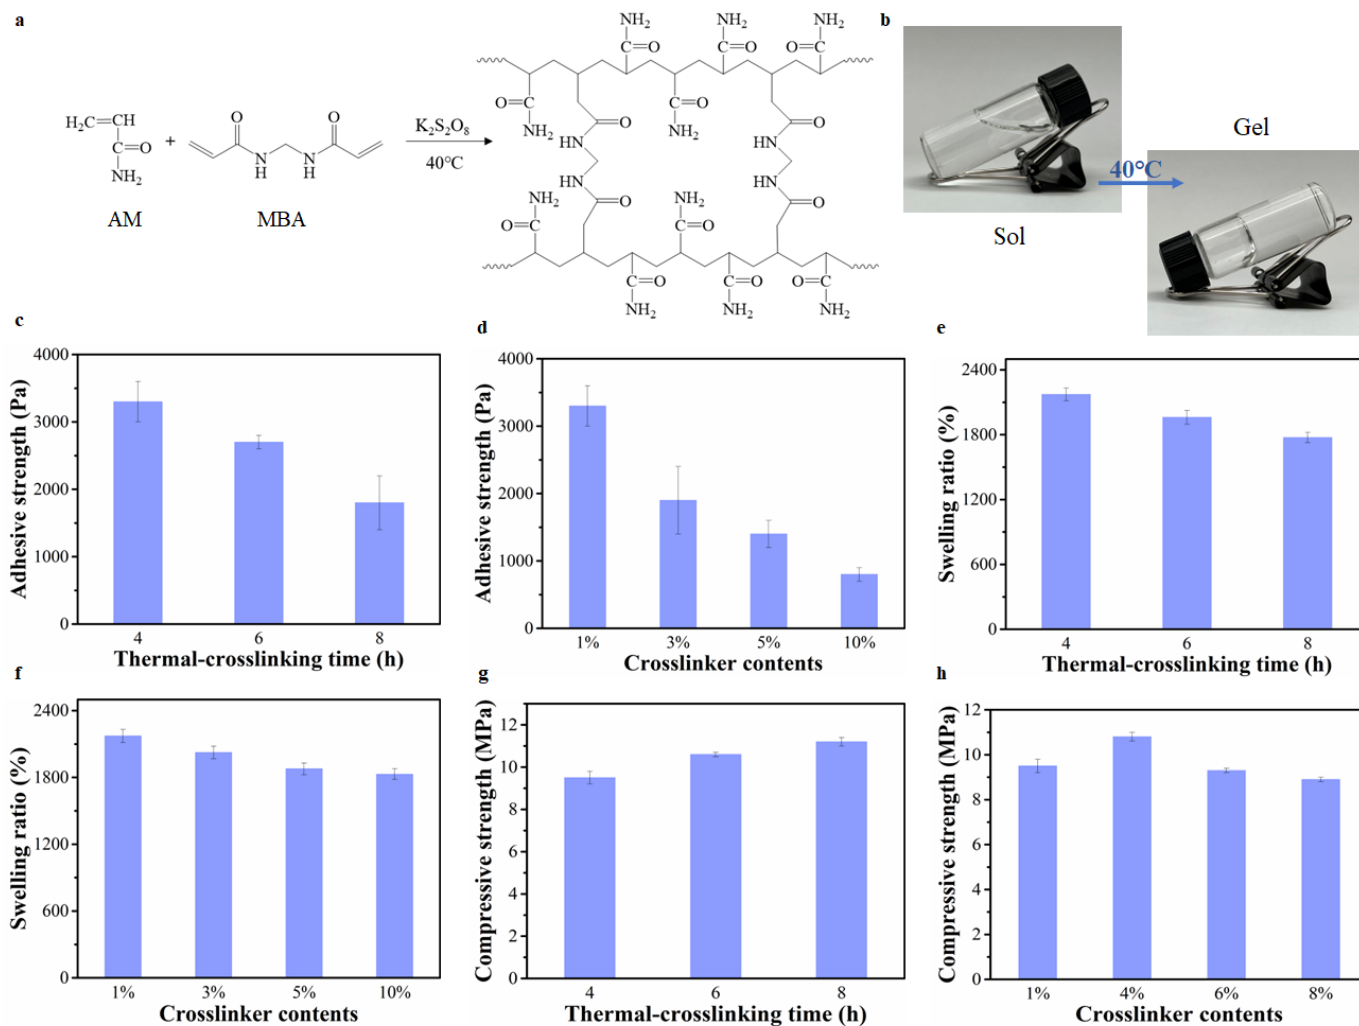 a
NH₂ NH₂ NH₂
C=O C=O C=O
O=C C=O O=C
NH₂ NH₂ NH₂
O O
NH HN
NH HN
O O
NH₂ NH₂
C=O C=O
C=O C=O C=O
NH₂ NH₂ NH₂
H₂C=CH
C=O
NH₂
AM
+
O O
N N
H H
MBA
K₂S₂O₈
40°C
b
Sol
40°C
Gel
c
Adhesive strength (Pa)
4000
3000
2000
1000
0
4 6 8
Thermal-crosslinking time (h)
d
Adhesive strength (Pa)
4000
3000
2000
1000
0
1% 3% 5% 10%
Crosslinker contents
e
Swelling ratio (%)
2400
1800
1200
600
0
4 6 8
Thermal-crosslinking time (h)
f
Swelling ratio (%)
2400
1800
1200
600
0
1% 3% 5% 10%
Crosslinker contents
g
Compressive strength (MPa)
12
10
8
6
4
2
0
4 6 8
Thermal-crosslinking time (h)
h
Compressive strength (MPa)
12
10
8
6
4
2
0
1% 4% 6% 8%
Crosslinker contents